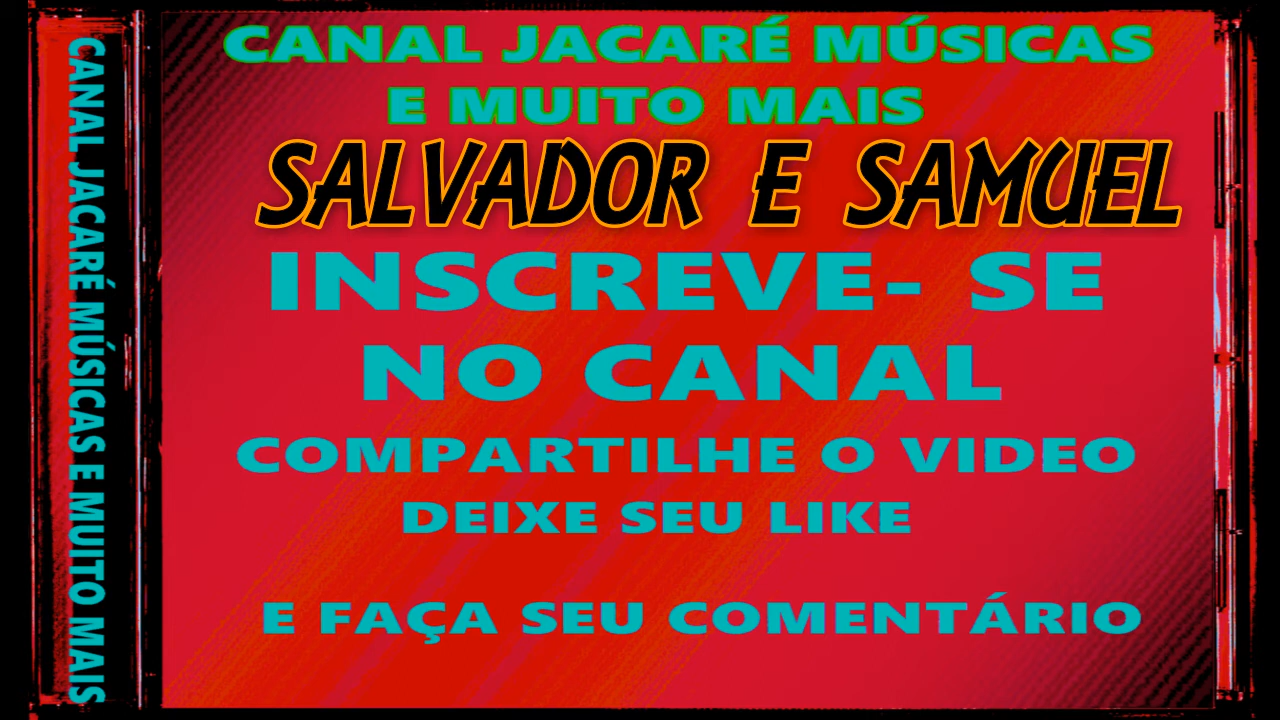 CANAL JACARÉ MÚSICAS E MUITO MAIS
CANAL JACARÉ MÚSICAS
E MUITO MAIS
SALVADOR E SAMUEL
INSCREVE- SE
NO CANAL
COMPARTILHE O VIDEO
DEIXE SEU LIKE
E FAÇA SEU COMENTÁRIO